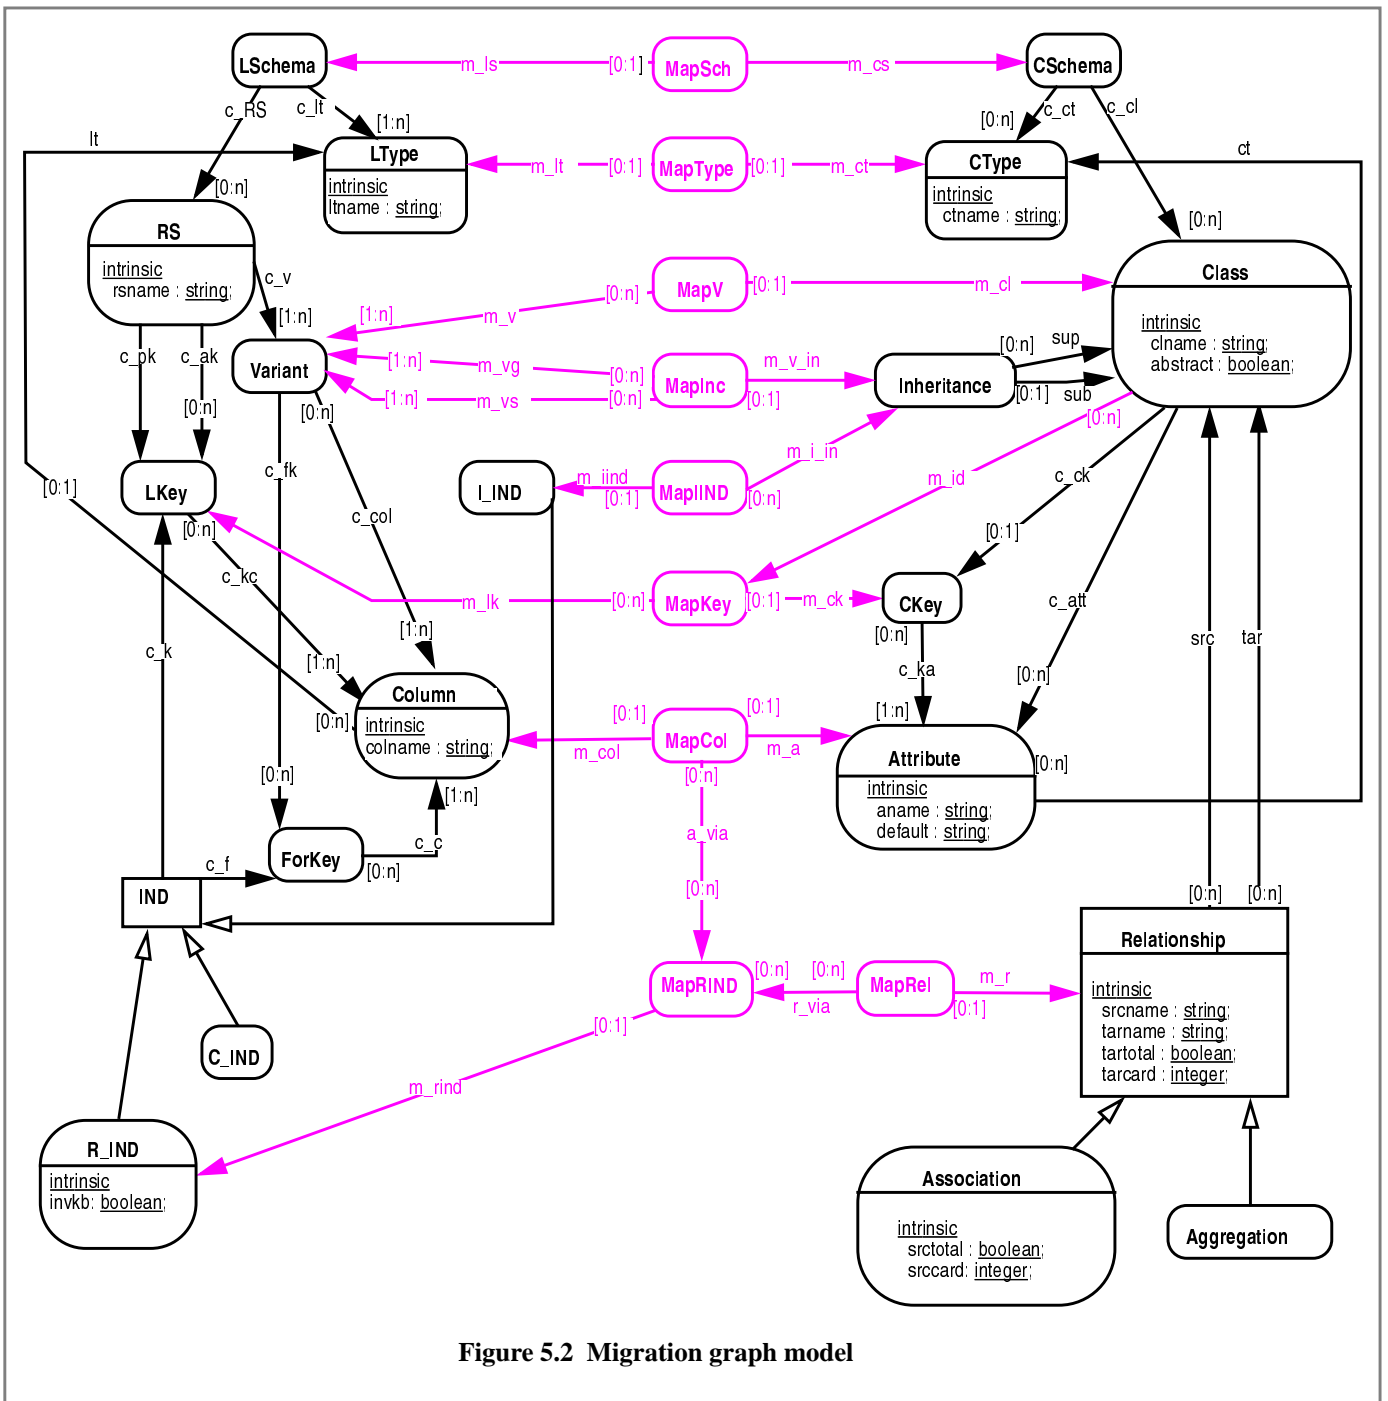 LSchema m_ls [0:1] MapSch m_cs CSchema
c_RS c_lt c_ct c_cl
[1:n] [0:n]
lt LType m_lt [0:1] MapType [0:1] m_ct CType ct
intrinsic
ltname : string;
intrinsic
ctname : string;
[0:n] [0:n]
RS
intrinsic
rsname : string;
c_v
[1:n]
[1:n] m_v [0:n] MapV [0:1] m_cl
Class
intrinsic
clname : string;
abstract : boolean;
c_pk c_ak
[0:n]
Variant
[0:n]
[1:n] m_vg [0:n] MapInc m_v_in
[1:n] m_vs [0:n] [0:1]
Inheritance [0:n] sup
[0:1] sub
[0:n]
m_i_in
c_fk
[0:1]
LKey
[0:n]
c_col
I_IND m_iind [0:1] MapIIND [0:n]
m_id
c_ck
[0:1]
c_kc
m_lk [0:n] MapKey [0:1] m_ck CKey
[0:n]
c_att
c_k
[1:n]
[1:n]
c_ka
[0:n]
src tar
[1:n]
[0:n]
Column
intrinsic
colname : string;
[0:1] [0:1]
m_col MapCol m_a
[0:n]
Attribute
intrinsic
aname : string;
default : string;
[0:n]
[0:n]
[1:n]
a_via
c_c
ForKey
[0:n]
c_f
IND
[0:n]
[0:n] [0:n]
Relationship
intrinsic
srcname : string;
tarname : string;
tartotal : boolean;
tarcard : integer;
MapRIND [0:n] [0:n] MapRel m_r
r_via [0:1]
[0:1]
C_IND
m_rind
R_IND
intrinsic
invkb: boolean;
Association
intrinsic
srctotal : boolean;
srccard: integer;
Aggregation
Figure 5.2 Migration graph model